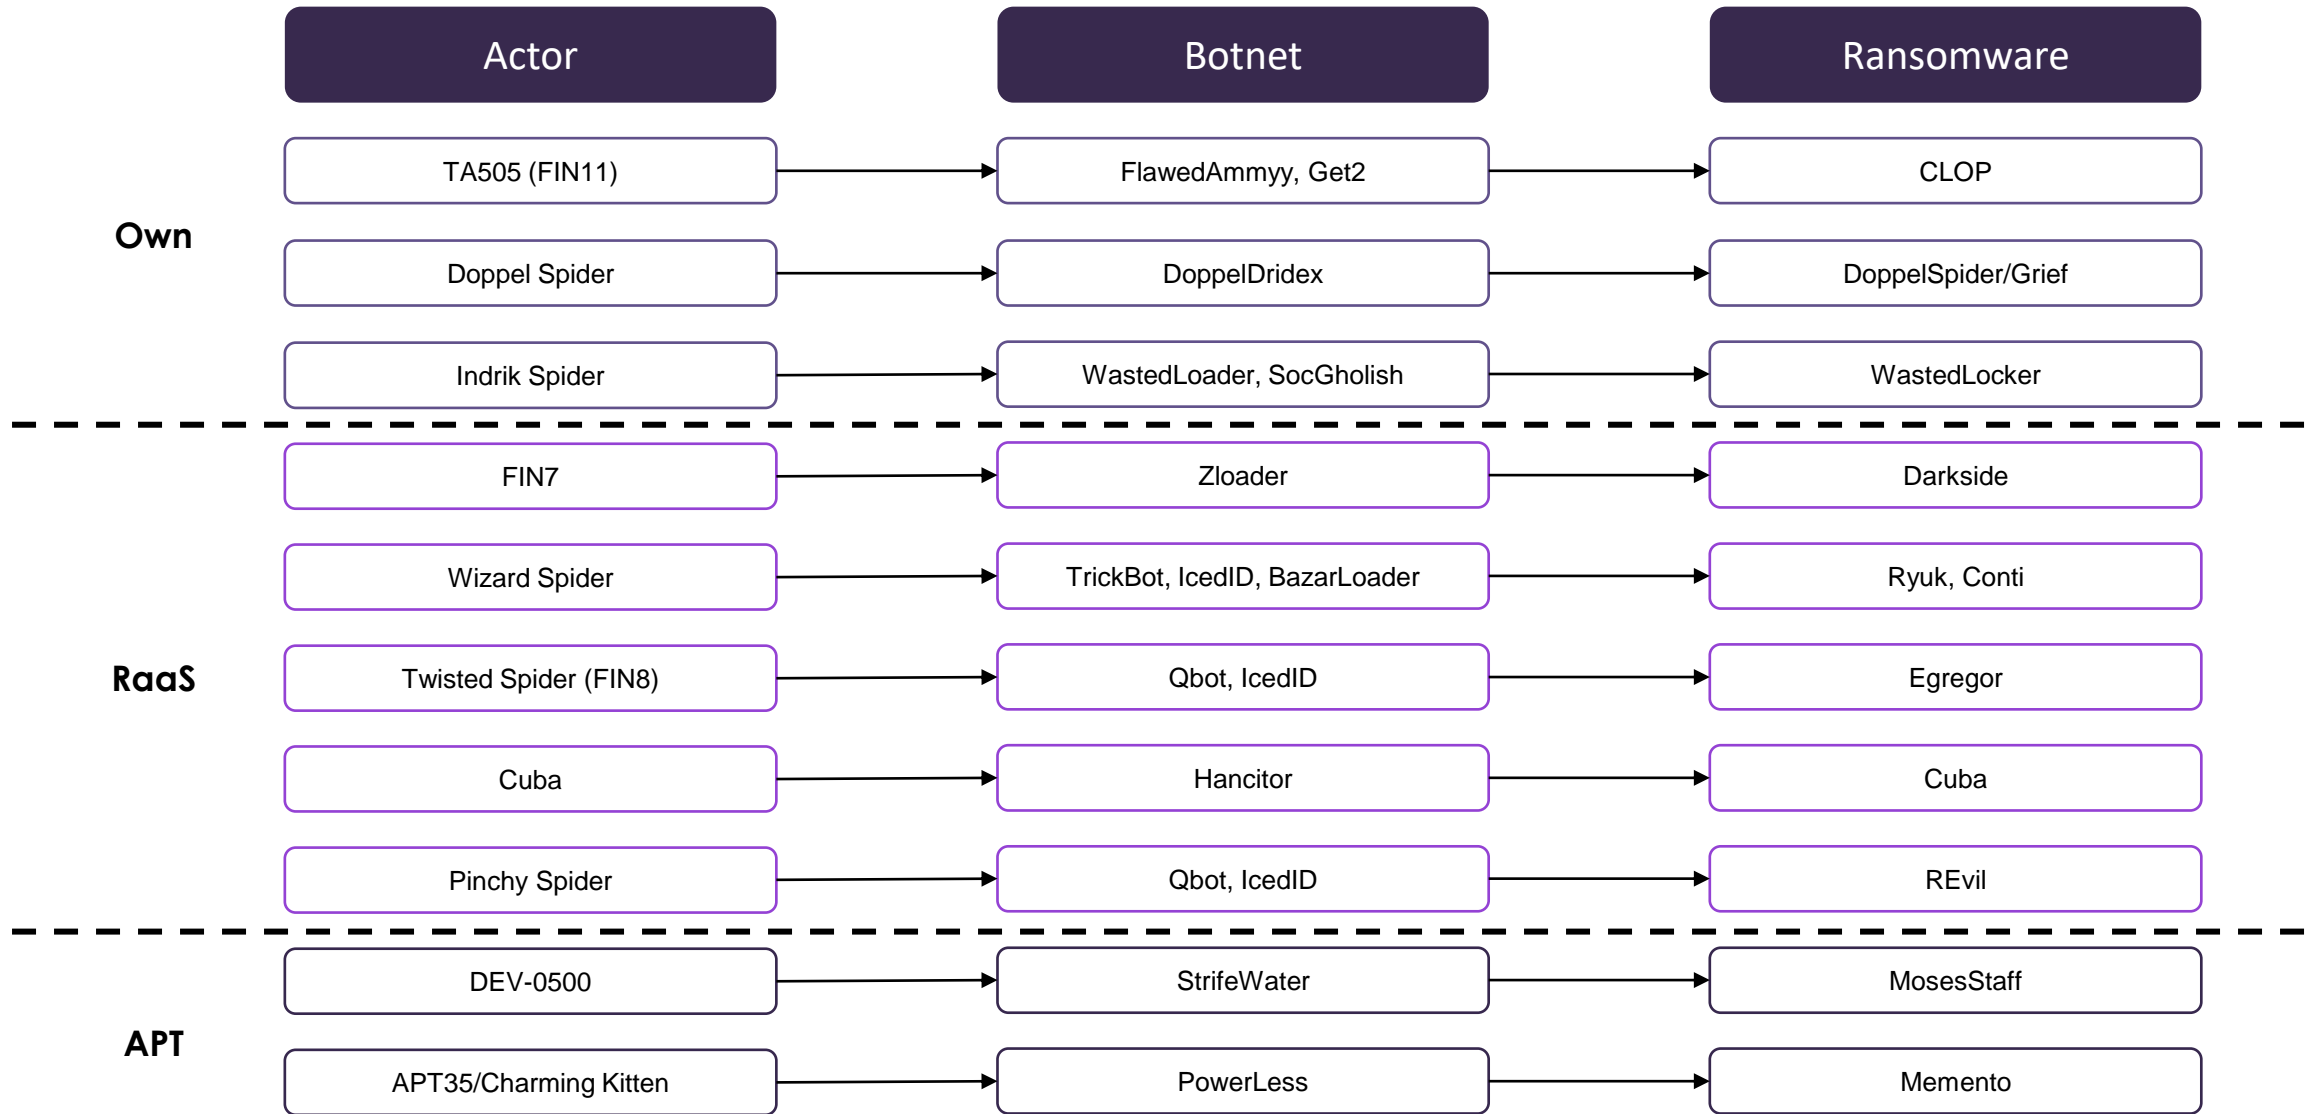 Actor
Botnet
Ransomware
Own
TA505 (FIN11)
FlawedAmmyy, Get2
CLOP
Doppel Spider
DoppelDridex
DoppelSpider/Grief
Indrik Spider
WastedLoader, SocGholish
WastedLocker
RaaS
FIN7
Zloader
Darkside
Wizard Spider
TrickBot, IcedID, BazarLoader
Ryuk, Conti
Twisted Spider (FIN8)
Qbot, IcedID
Egregor
Cuba
Hancitor
Cuba
Pinchy Spider
Qbot, IcedID
REvil
APT
DEV-0500
StrifeWater
MosesStaff
APT35/Charming Kitten
PowerLess
Memento